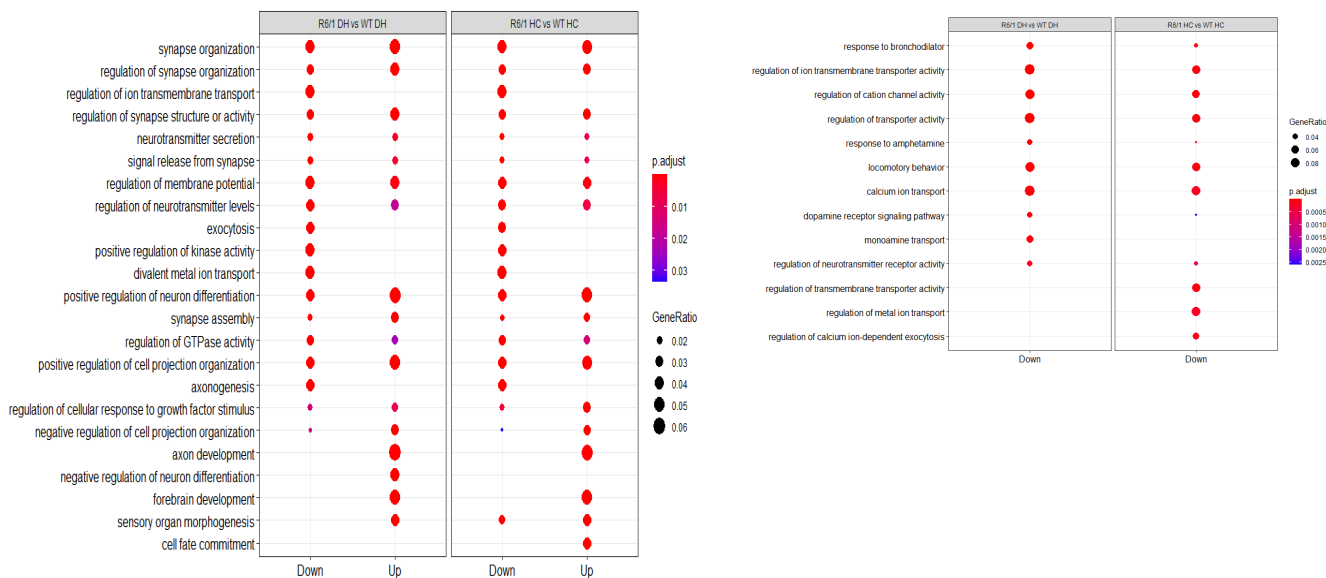 R6/1 DH vs WT DH
R6/1 HC vs WT HC
synapse organization
regulation of synapse organization
regulation of ion transmembrane transport
regulation of synapse structure or activity
neurotransmitter secretion
signal release from synapse
regulation of membrane potential
regulation of neurotransmitter levels
exocytosis
positive regulation of kinase activity
divalent metal ion transport
positive regulation of neuron differentiation
synapse assembly
regulation of GTPase activity
positive regulation of cell projection organization
axonogenesis
regulation of cellular response to growth factor stimulus
negative regulation of cell projection organization
axon development
negative regulation of neuron differentiation
forebrain development
sensory organ morphogenesis
cell fate commitment
Down
Up
Down
Up
p.adjust
0.01
0.02
0.03
GeneRatio
0.02
0.03
0.04
0.05
0.06
R6/1 DH vs WT DH
R6/1 HC vs WT HC
response to bronchodilator
regulation of ion transmembrane transporter activity
regulation of cation channel activity
regulation of transporter activity
response to amphetamine
locomotory behavior
calcium ion transport
dopamine receptor signaling pathway
monoamine transport
regulation of neurotransmitter receptor activity
regulation of transmembrane transporter activity
regulation of metal ion transport
regulation of calcium ion-dependent exocytosis
Down
Down
GeneRatio
0.04
0.06
0.08
p.adjust
0.0005
0.0010
0.0015
0.0020
0.0025